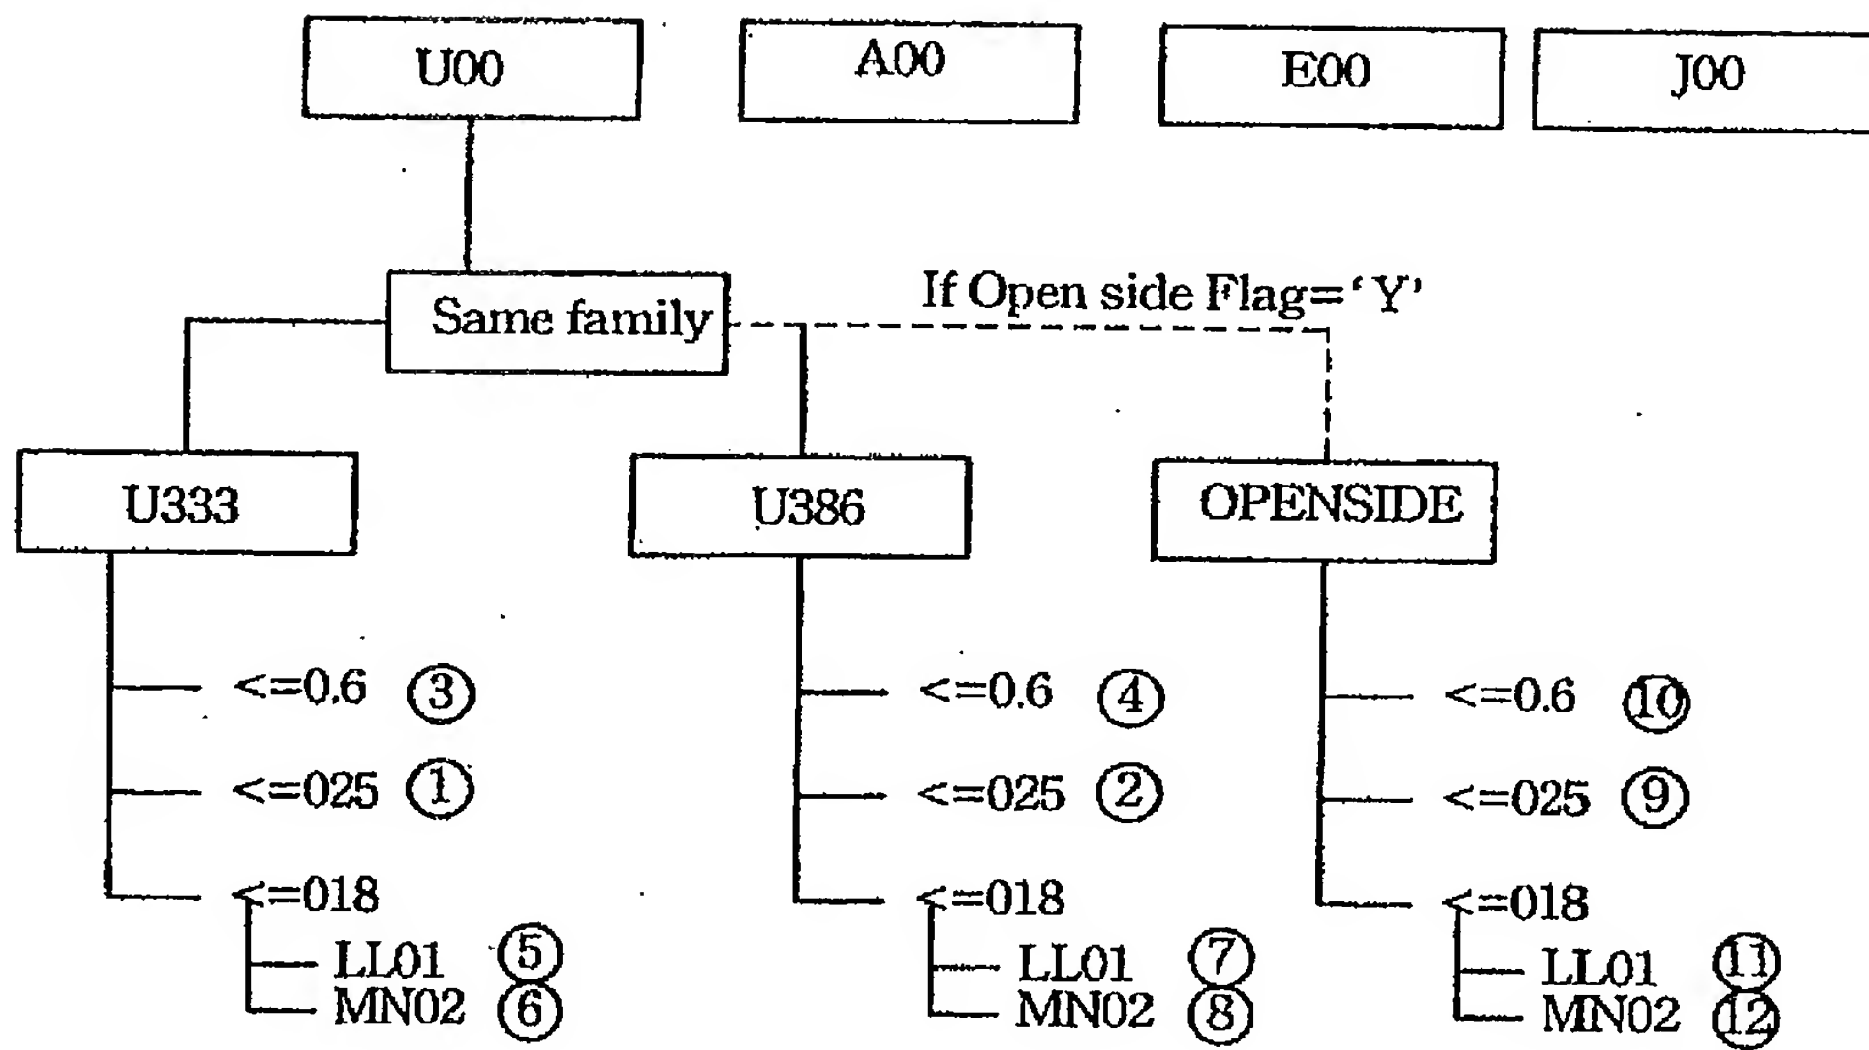 U00 A00 E00 J00
Same family
If Open side Flag=‘Y’
U333 U386 OPENSIDE
<=0.6 ③ <=0.6 ④ <=0.6 ⑩
<=025 ① <=025 ② <=025 ⑨
<=018 <=018 <=018
LL01 ⑤ LL01 ⑦ LL01 ⑪
MN02 ⑥ MN02 ⑧ MN02 ⑫